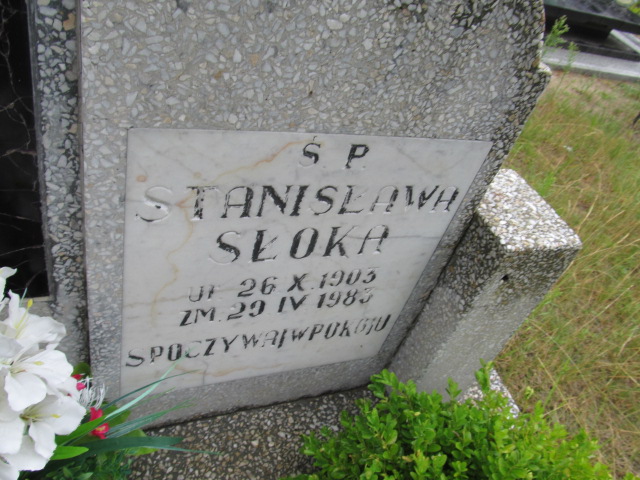 Ś P.
STANISŁAWA
SŁOKA
UR 26 X.1903
ZM. 29 IV 1983
SPOCZYWAJ W POKOJU